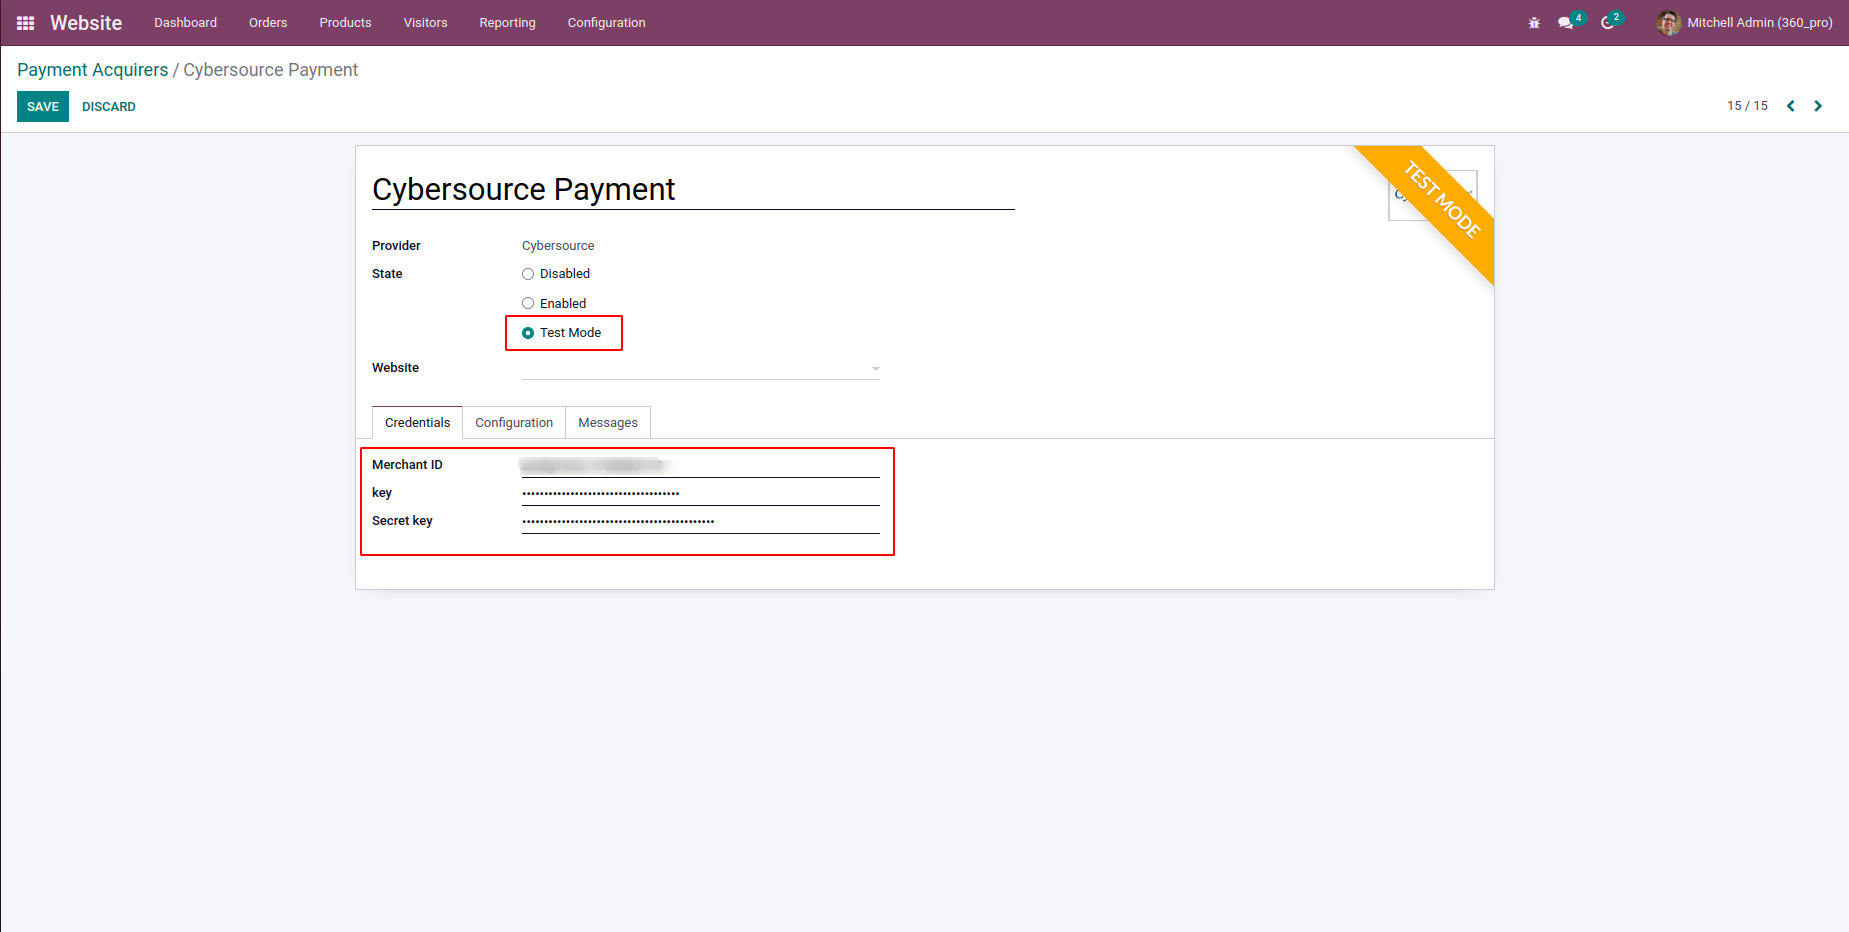 Website Dashboard Orders Products Visitors Reporting Configuration 4 2 Mitchell Admin (360_pro)
Payment Acquirers / Cybersource Payment
SAVE DISCARD 15 / 15
TEST MODE
Cybersource Payment
Provider Cybersource
State Disabled
Enabled
Test Mode
Website
Credentials Configuration Messages
Merchant ID
key
Secret key